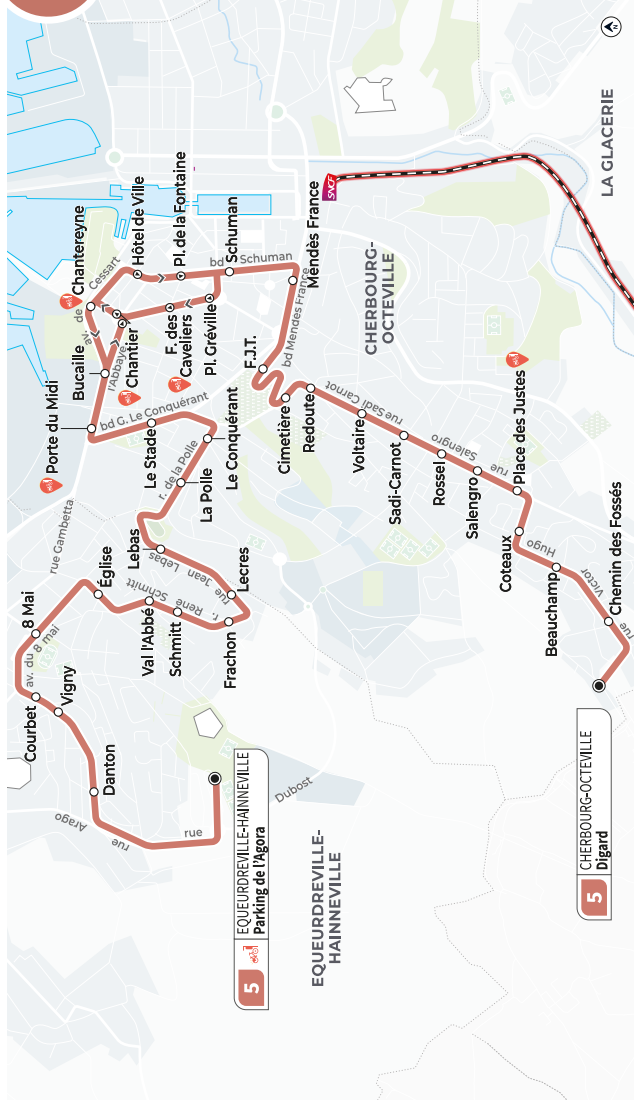 LA GLACERIE
SNCF
CHERBOURG-
OCTEVILLE
Hôtel de Ville
Pl. de la Fontaine
Schuman
Mendès France
Chantereyne
av. de Cessart
bd Schuman
bd Mendes France
Bucaille
l'Abbaye
Chantier
F. des
Caveliers
Pl. Gréville
F.J.T.
Porte du Midi
bd G. Le Conquérant
Le Stade
r. de la Polle
La Polle
Le Conquérant
Cimetière
Redoute
rue Sadi Carnot
Voltaire
Sadi-Carnot
Rossel
rue Salengro
Salengro
Place des Justes
Coteaux
rue Victor Hugo
Beauchamp
Chemin des Fossés
rue Gambetta
Lebas
rue Jean Lebas
Lecres
8 Mai
av. du 8 mai
Église
r. René Schmitt
Val l'Abbé
Schmitt
Frachon
Courbet
Vigny
Danton
rue Arago
rue Dubost
5
EQUEURDREVILLE-HAINNEVILLE
Parking de l'Agora
EQUEURDREVILLE-
HAINNEVILLE
5
CHERBOURG-OCTEVILLE
Digard
N